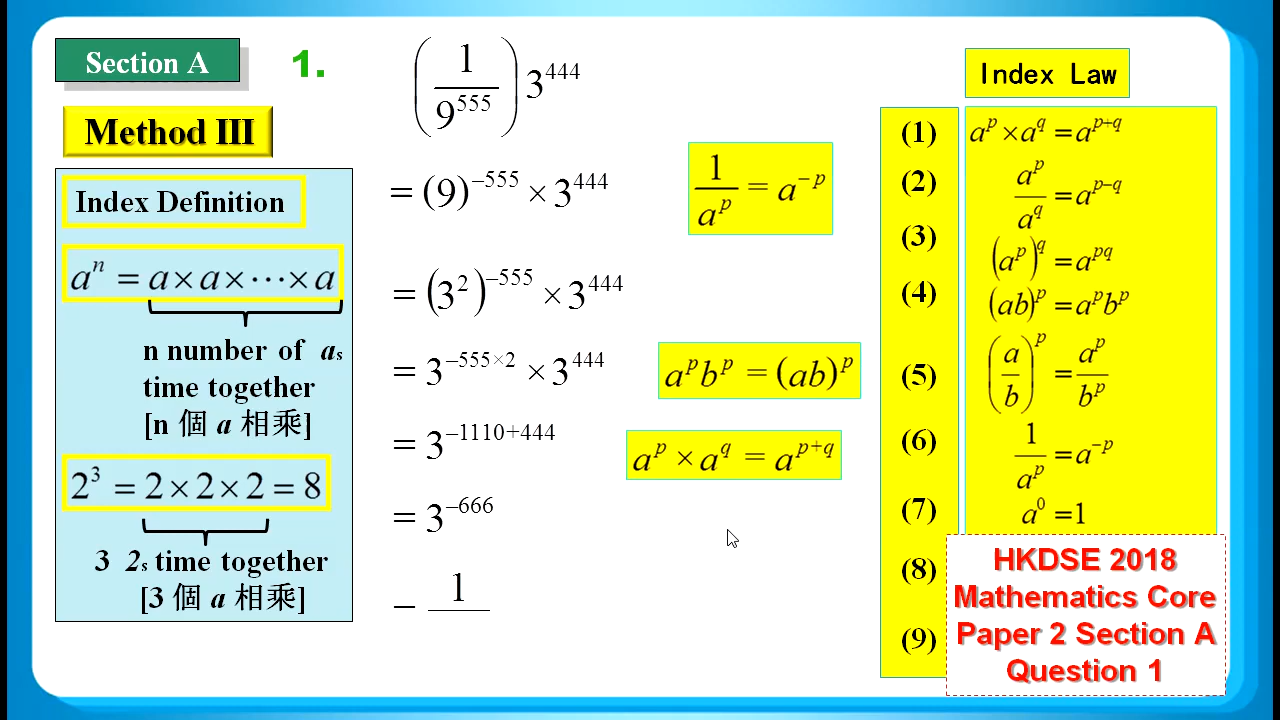 Section A
1.
(1/9^555) 3^444
Method III
= (9)^−555 × 3^444
1/a^p = a^−p
Index Definition
a^n = a × a × ⋯ × a
n number of a s
time together
[n 個 a 相乘]
2^3 = 2 × 2 × 2 = 8
3 2 s time together
[3 個 a 相乘]
= (3^2)^−555 × 3^444
= 3^−555×2 × 3^444
a^p b^p = (ab)^p
= 3^−1110+444
a^p × a^q = a^p+q
= 3^−666
− 1
Index Law
(1) a^p × a^q = a^p+q
(2) a^p/a^q = a^p−q
(3) (a^p)^q = a^pq
(4) (ab)^p = a^p b^p
(5) (a/b)^p = a^p/b^p
(6) 1/a^p = a^−p
(7) a^0 = 1
(8)
(9)
HKDSE 2018
Mathematics Core
Paper 2 Section A
Question 1